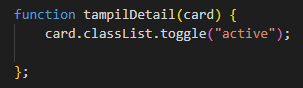 function tampilDetail(card) {
    card.classList.toggle("active");
};